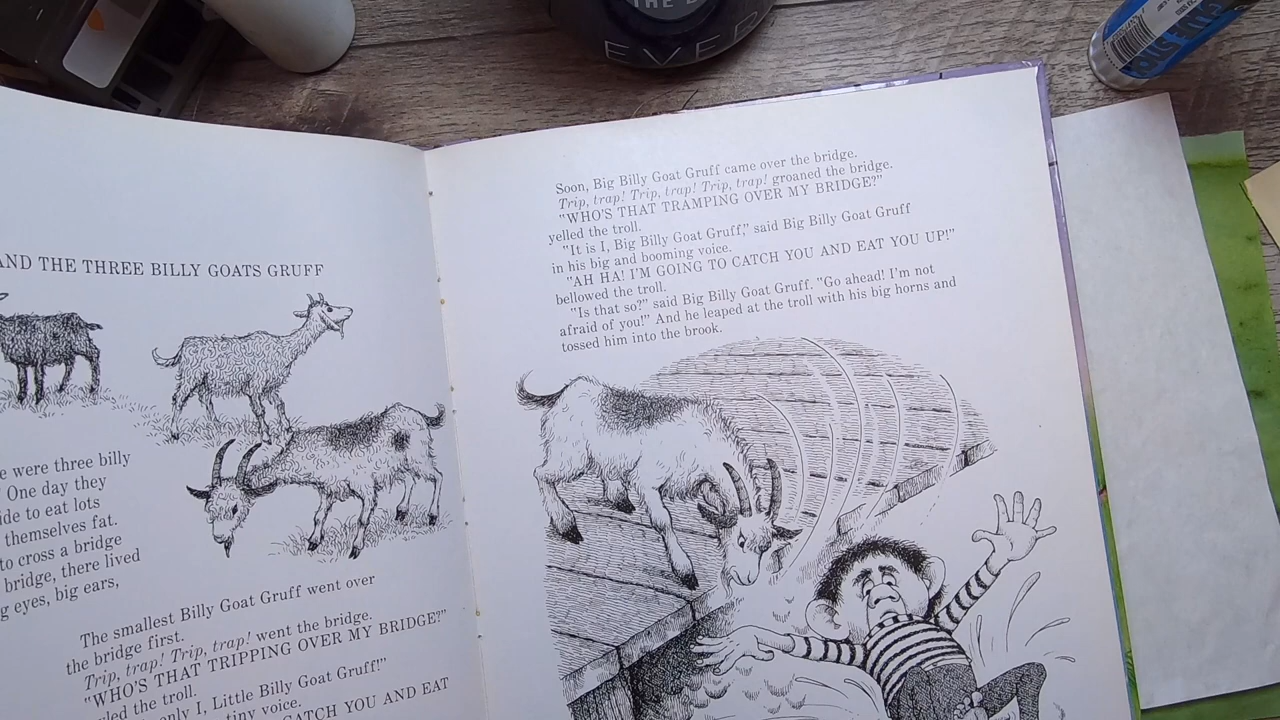 THE
EVER
AND THE THREE BILLY GOATS GRUFF
were three billy
One day they
to eat lots
themselves fat.
to cross a bridge
bridge, there lived
eyes, big ears,
The smallest Billy Goat Gruff went over
the bridge first.
Trip, trap! Trip, trap! went the bridge.
"WHO'S THAT TRIPPING OVER MY BRIDGE?"
the troll.
only I, Little Billy Goat Gruff!"
tiny voice.
CATCH YOU AND EAT
Soon, Big Billy Goat Gruff came over the bridge.
Trip, trap! Trip, trap! Trip, trap! groaned the bridge.
"WHO'S THAT TRAMPING OVER MY BRIDGE?"
yelled the troll.
"It is I, Big Billy Goat Gruff," said Big Billy Goat Gruff
in his big and booming voice.
"AH HA! I'M GOING TO CATCH YOU AND EAT YOU UP!"
bellowed the troll.
"Is that so?" said Big Billy Goat Gruff. "Go ahead! I'm not
afraid of you!" And he leaped at the troll with his big horns and
tossed him into the brook.